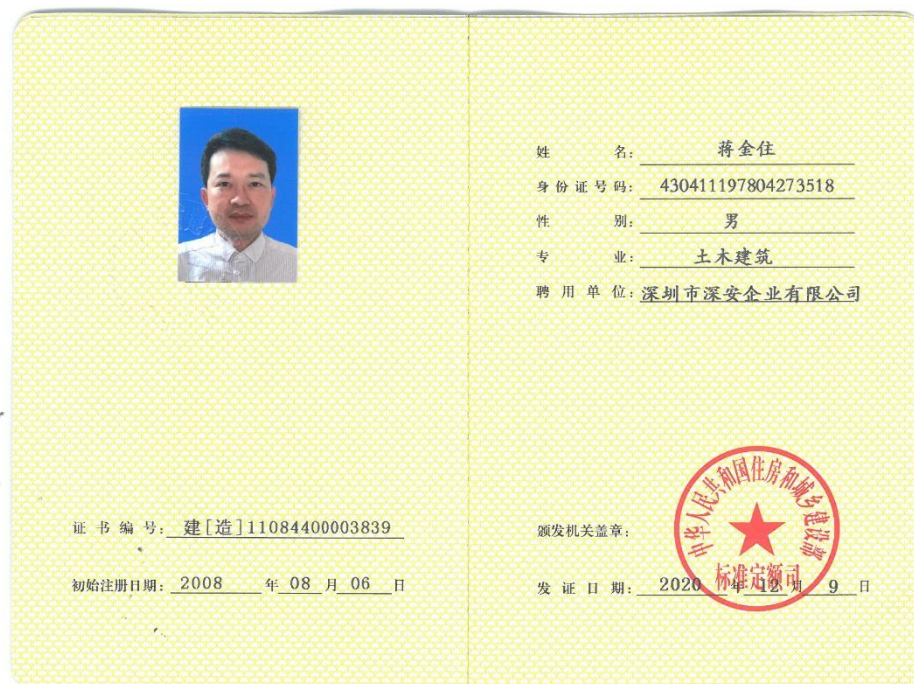 证书编号: 建[造]11084400003839
初始注册日期: 2008 年 08 月 06 日
姓名: 蒋金住
身份证号码: 430411197804273518
性别: 男
专业: 土木建筑
聘用单位: 深圳市深安企业有限公司
颁发机关盖章:
中华人民共和国住房和城乡建设部
标准定额司
发证日期: 2020 年 12 月 9 日